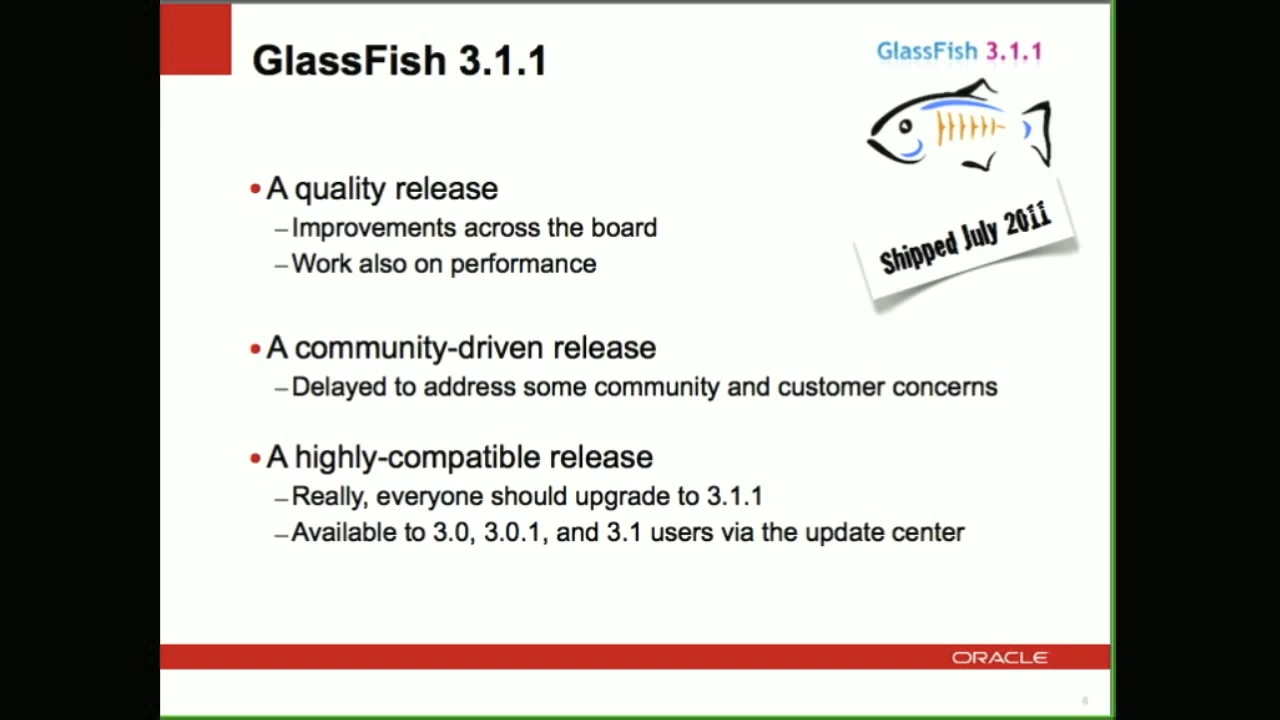 GlassFish 3.1.1
GlassFish 3.1.1
Shipped July 2011
• A quality release
– Improvements across the board
– Work also on performance
• A community-driven release
– Delayed to address some community and customer concerns
• A highly-compatible release
– Really, everyone should upgrade to 3.1.1
– Available to 3.0, 3.0.1, and 3.1 users via the update center
ORACLE
6